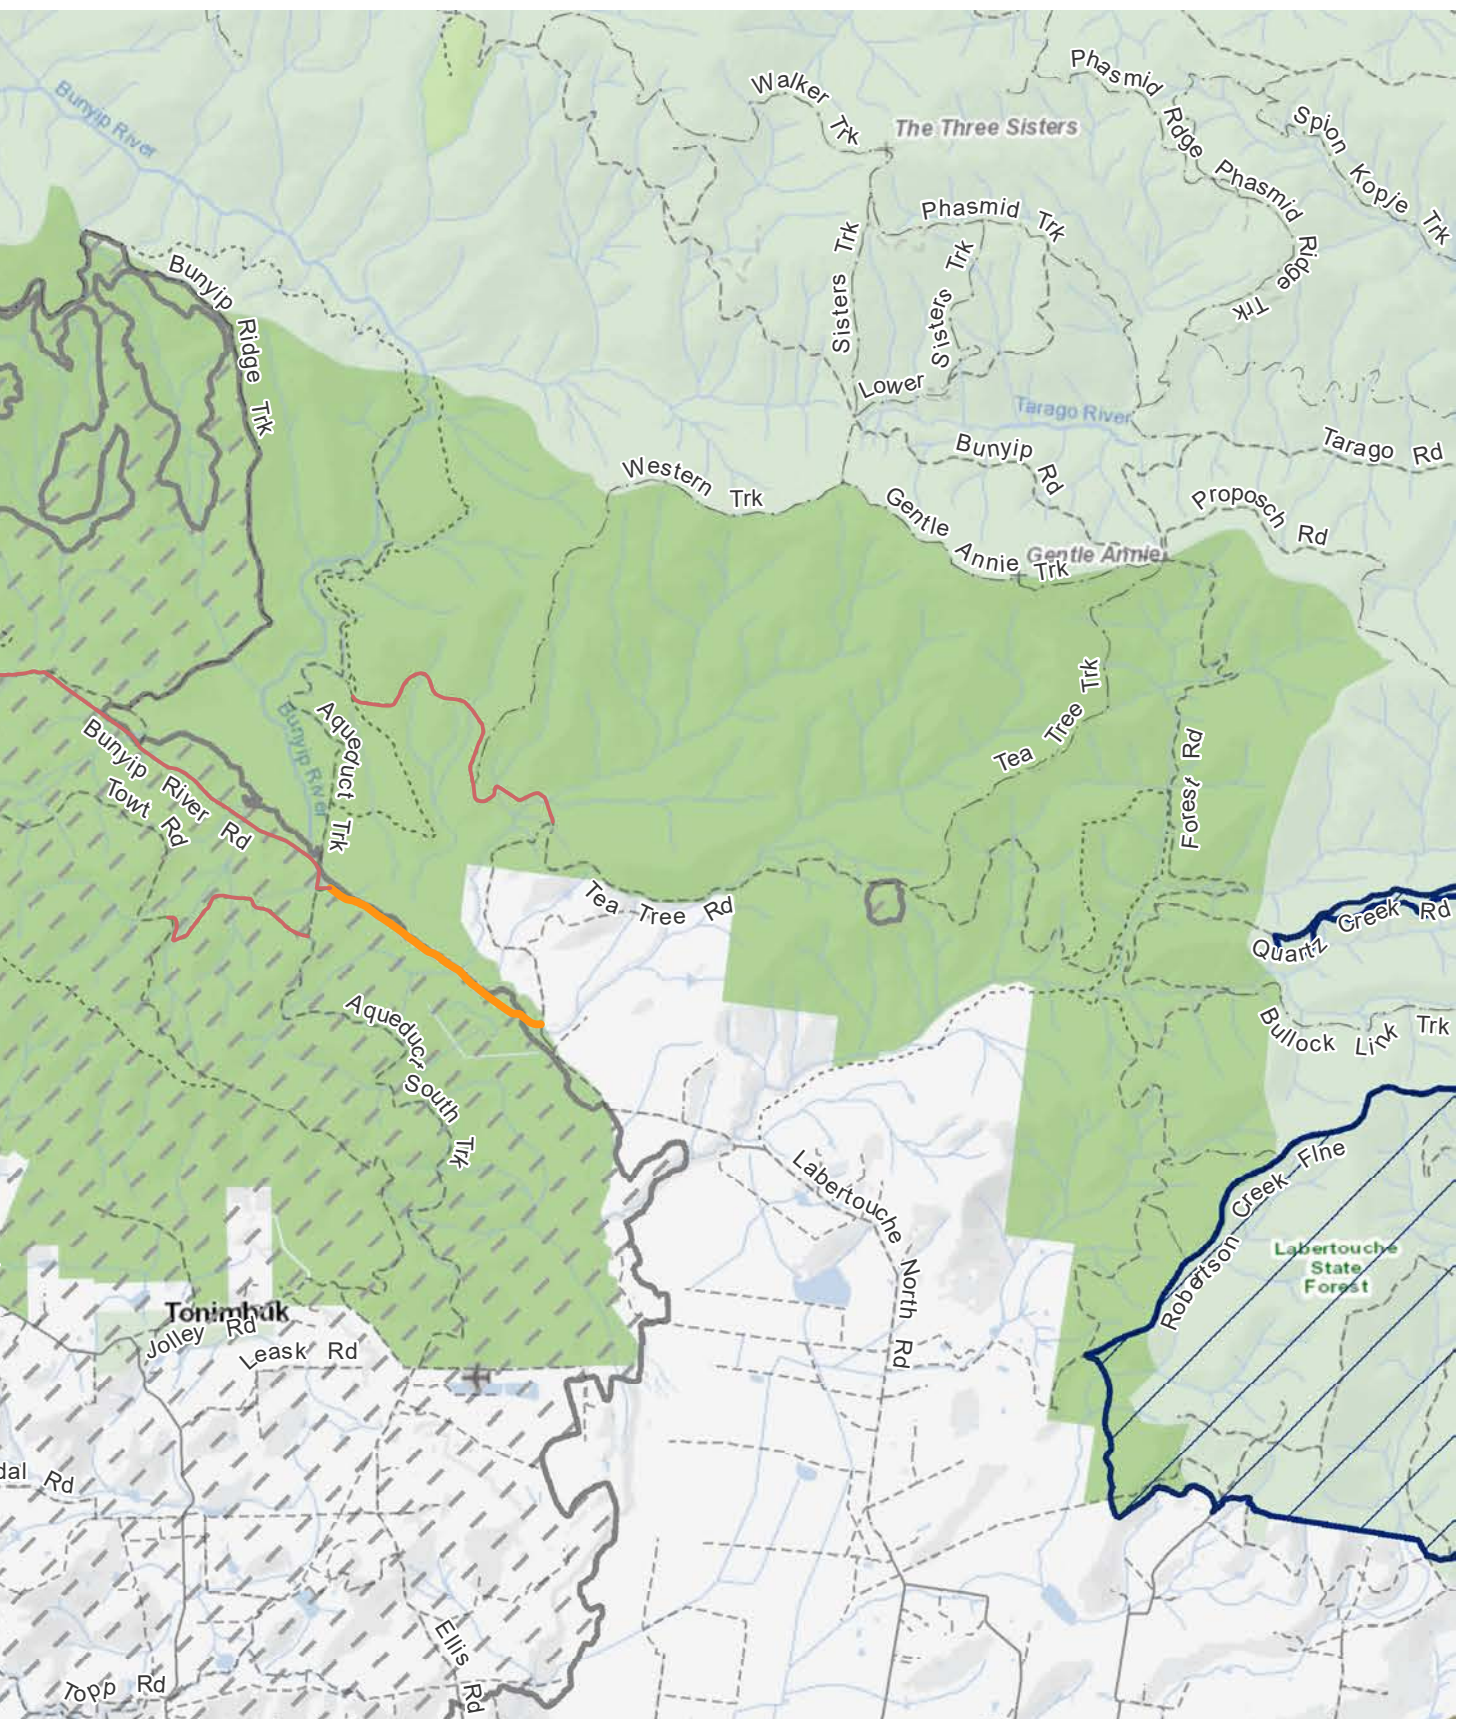 Walker Trk
Phasmid Rdge Phasmid Ridge Trk
Spion Kopje Trk
Bunyip River
The Three Sisters
Phasmid Trk
Sisters Trk
Lower Sisters Trk
Bunyip Ridge Trk
Tarago River
Tarago Rd
Bunyip Rd
Western Trk
Gentle Annie Trk
Gentle Annie
Proposch Rd
Tea Tree Trk
Forest Rd
Bunyip River
Aqueduct Trk
Bunyip River Rd
Towt Rd
Tea Tree Rd
Quartz Creek Rd
Aqueduct South Trk
Bullock Link Trk
Labertouche North Rd
Robertson Creek Flne
Labertouche
State
Forest
Tonimbuk
Jolley Rd
Leask Rd
dal Rd
Ellis Rd
Topp Rd